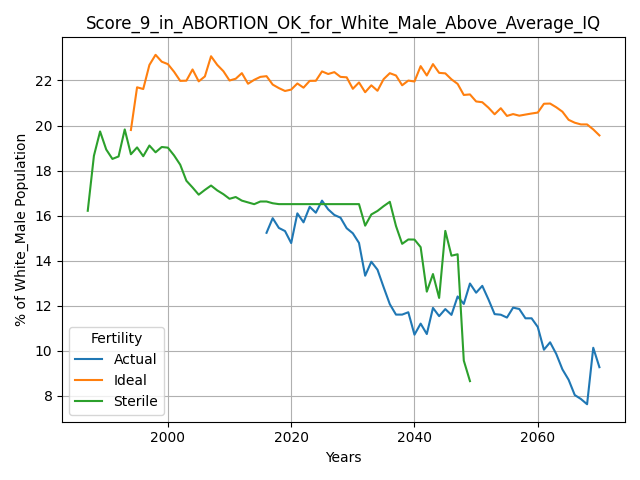 Score_9_in_ABORTION_OK_for_White_Male_Above_Average_IQ
% of White_Male Population
22
20
18
16
14
12
10
8
Fertility
Actual
Ideal
Sterile
2000 2020 2040 2060
Years